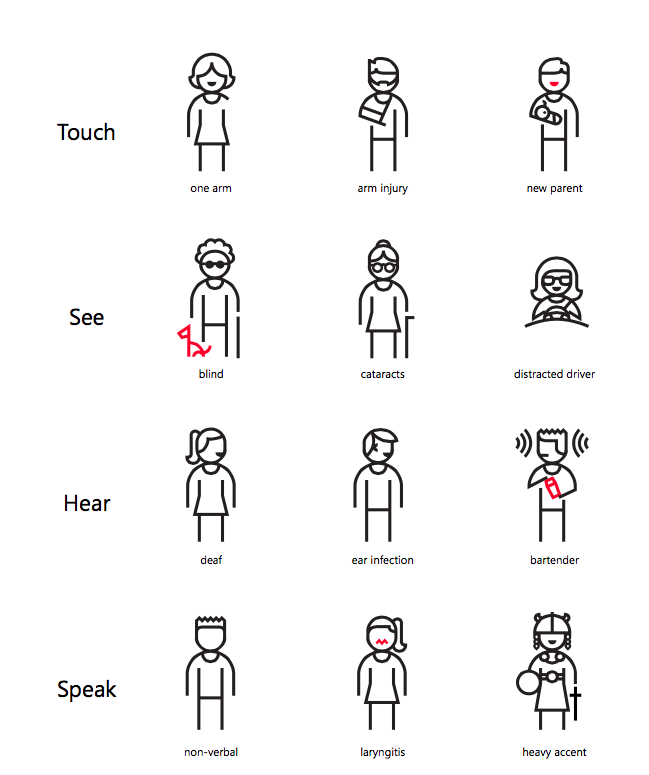 Touch
one arm
arm injury
new parent
See
blind
cataracts
distracted driver
Hear
deaf
ear infection
bartender
Speak
non-verbal
laryngitis
heavy accent